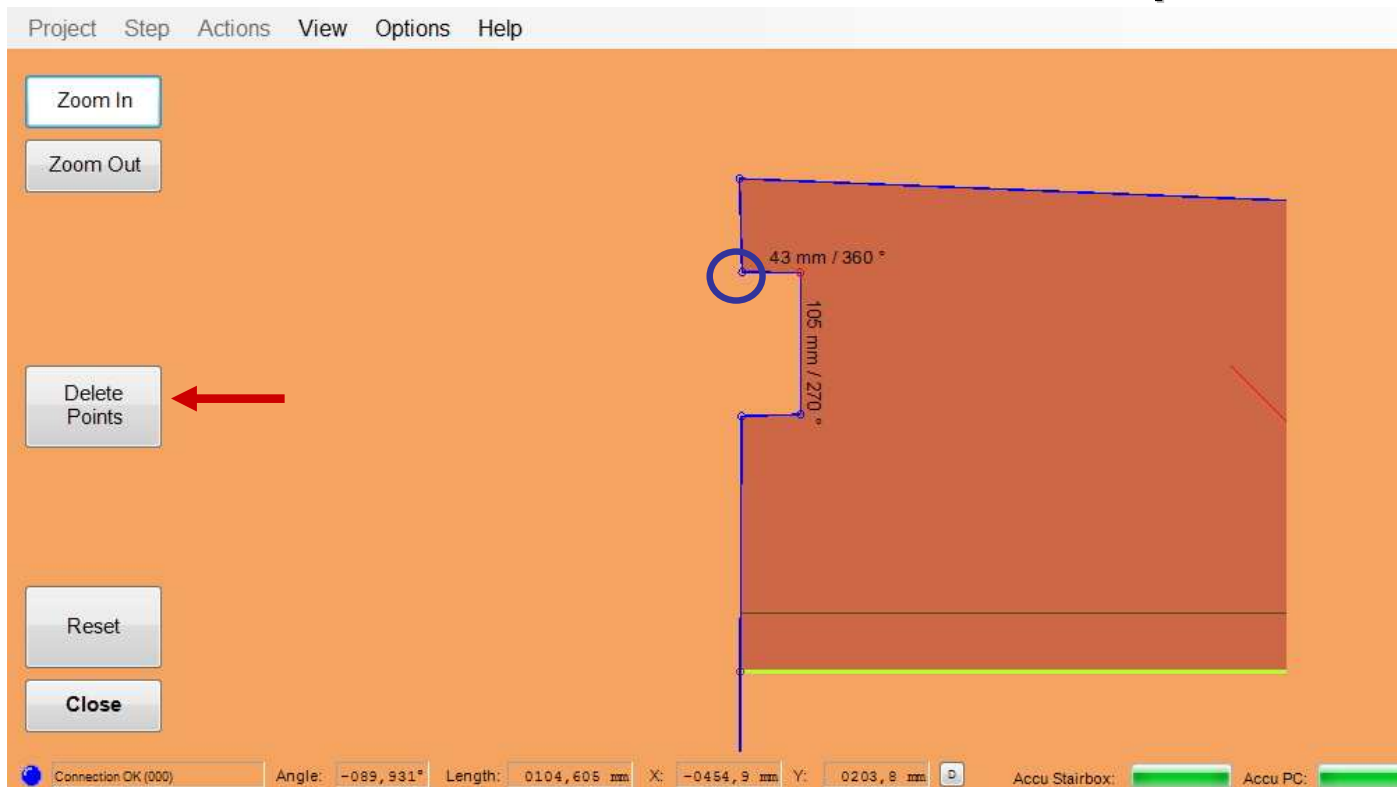 Project Step Actions View Options Help
Zoom In
Zoom Out
43 mm / 360 °
105 mm / 270 °
Delete
Points
Reset
Close
Connection OK (000) Angle: -089,931° Length: 0104,605 mm X: -0454,9 mm Y: 0203,8 mm D Accu Stairbox: Accu PC: